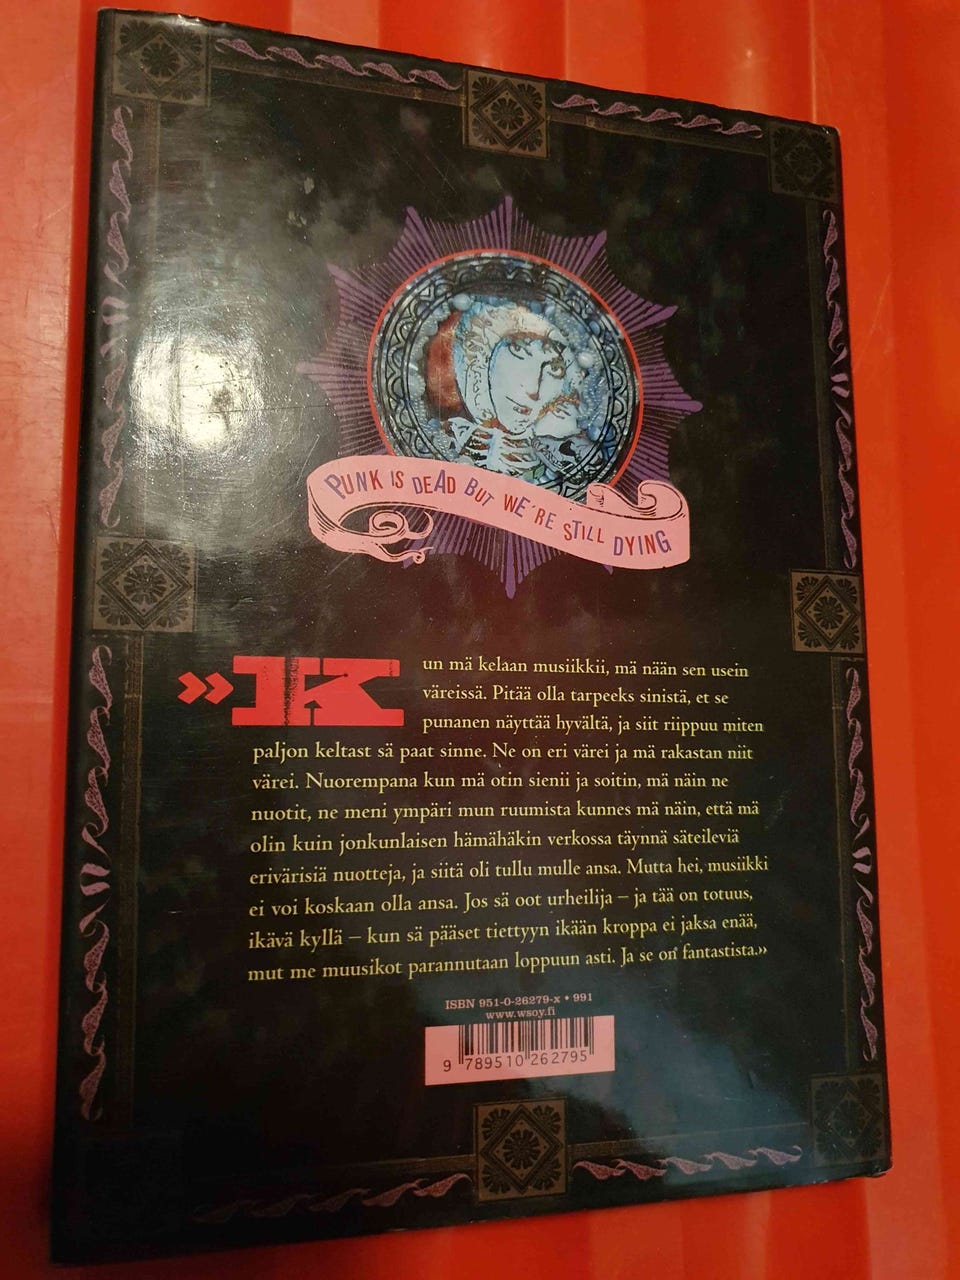 PUNK IS DEAD BUT WE'RE STILL DYING
»Kun mä kelaan musiikkii, mä nään sen usein
väreissä. Pitää olla tarpeeks sinistä, et se
punanen näyttää hyvältä, ja siit riippuu miten
paljon keltast sä paat sinne. Ne on eri värei ja mä rakastan niit
värei. Nuorempana kun mä otin sienii ja soitin, mä näin ne
nuotit, ne meni ympäri mun ruumista kunnes mä näin, että mä
olin kuin jonkunlaisen hämähäkin verkossa täynnä säteileviä
erivärisiä nuotteja, ja siitä oli tullu mulle ansa. Mutta hei, musiikki
ei voi koskaan olla ansa. Jos sä oot urheilija – ja tää on totuus,
ikävä kyllä – kun sä pääset tiettyyn ikään kroppa ei jaksa enää,
mut me muusikot parannutaan loppuun asti. Ja se on fantastista.»
ISBN 951-0-26279-x • 991
www.wsoy.fi
9 789510 262795